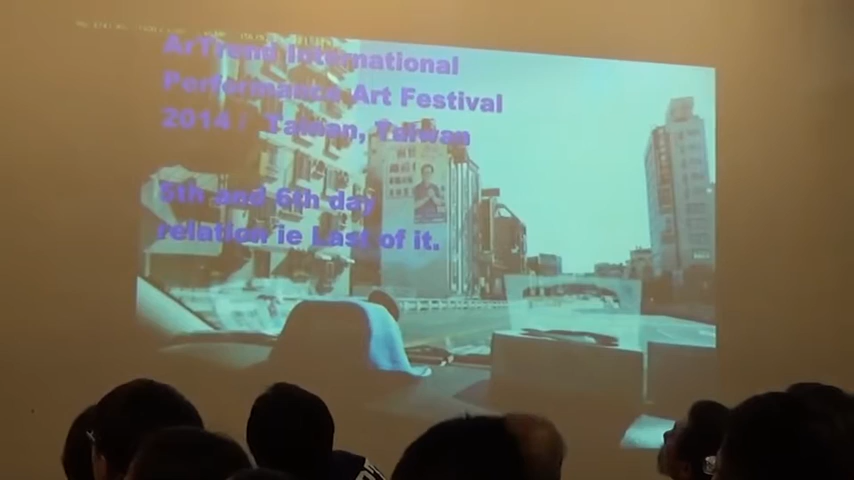 ArTrend International
Performance Art Festival
2014 / Tainan, Taiwan
5th and 6th day
relation ie Last of it.